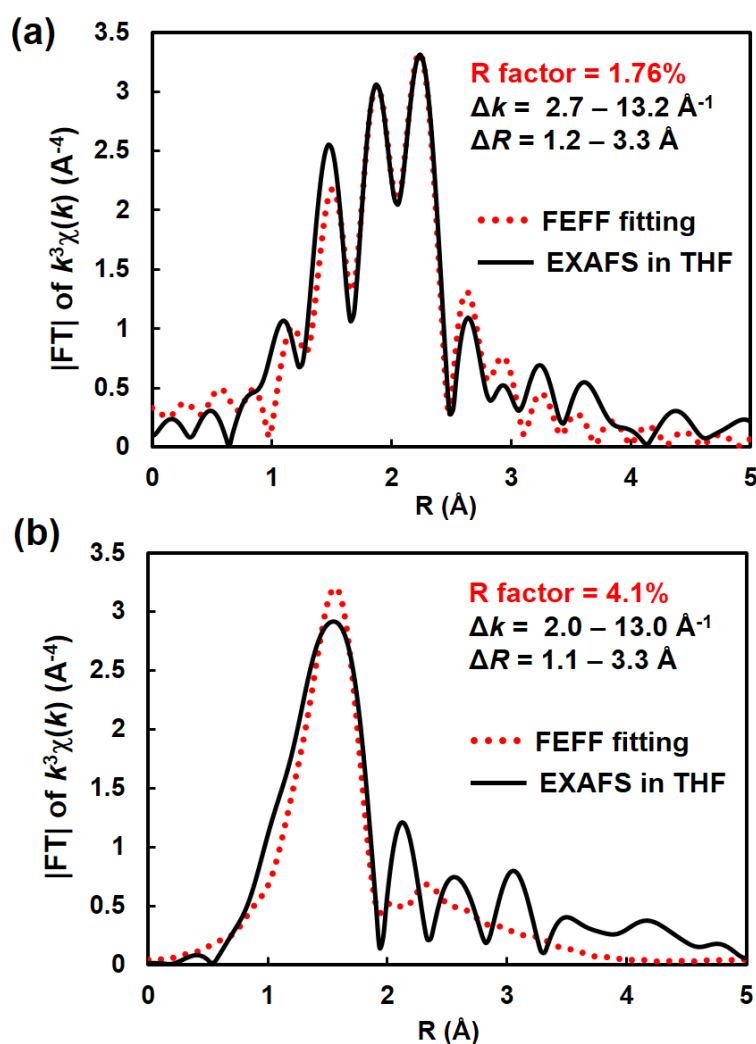 (a)
R factor = 1.76%
Δk = 2.7 – 13.2 Å⁻¹
ΔR = 1.2 – 3.3 Å
FEFF fitting
EXAFS in THF
|FT| of k³χ(k) (A⁻⁴)
3.5
3
2.5
2
1.5
1
0.5
0
0 1 2 3 4 5
R (Å)
(b)
R factor = 4.1%
Δk = 2.0 – 13.0 Å⁻¹
ΔR = 1.1 – 3.3 Å
FEFF fitting
EXAFS in THF
|FT| of k³χ(k) (A⁻⁴)
3.5
3
2.5
2
1.5
1
0.5
0
0 1 2 3 4 5
R (Å)